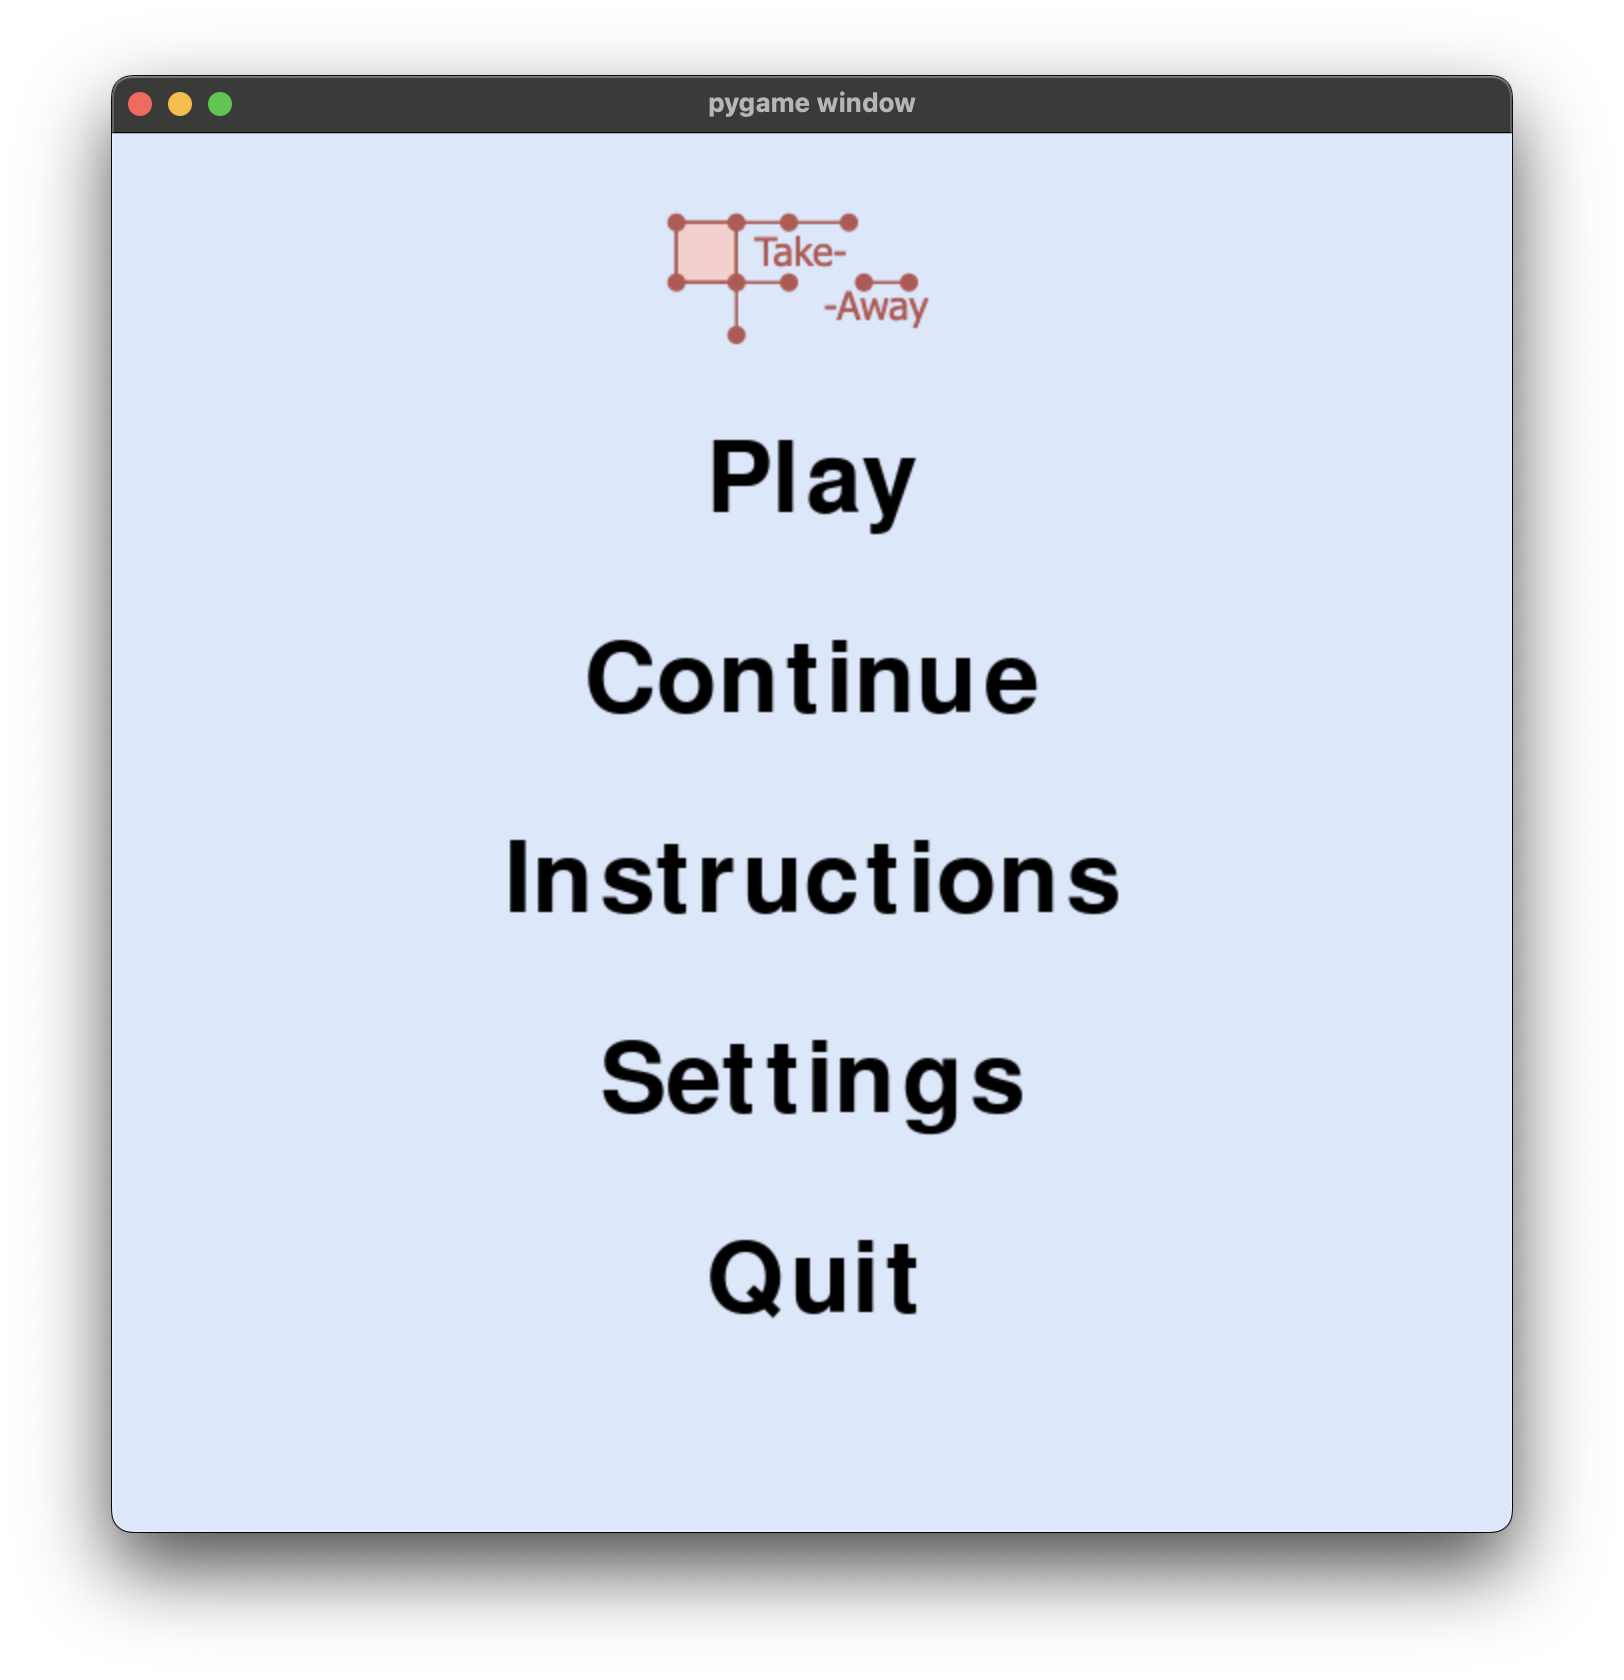 pygame window
Take-
-Away
Play
Continue
Instructions
Settings
Quit